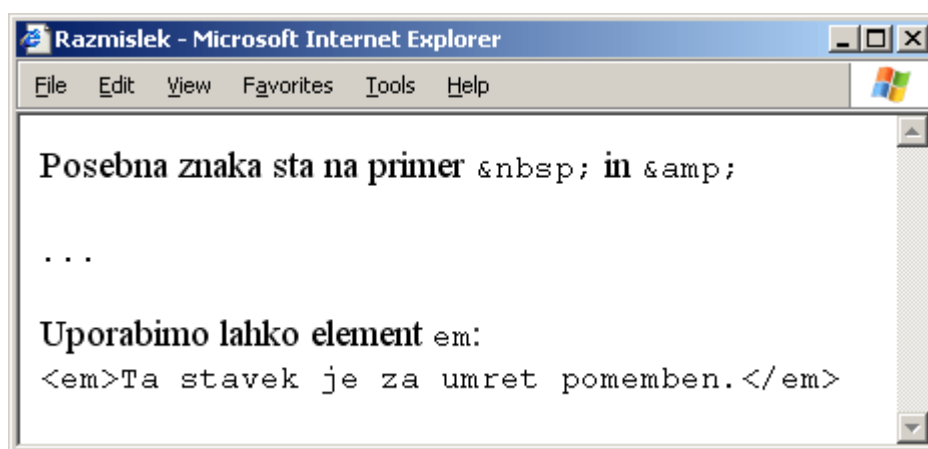 Razmislek - Microsoft Internet Explorer
File Edit View Favorites Tools Help
Posebna znaka sta na primer &nbsp; in &amp;
...
Uporabimo lahko element em:
<em>Ta stavek je za umret pomemben.</em>